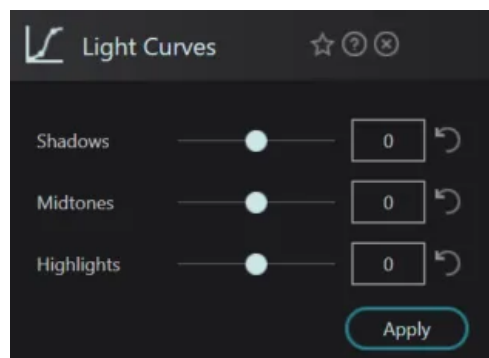 Light Curves
Shadows 0
Midtones 0
Highlights 0
Apply